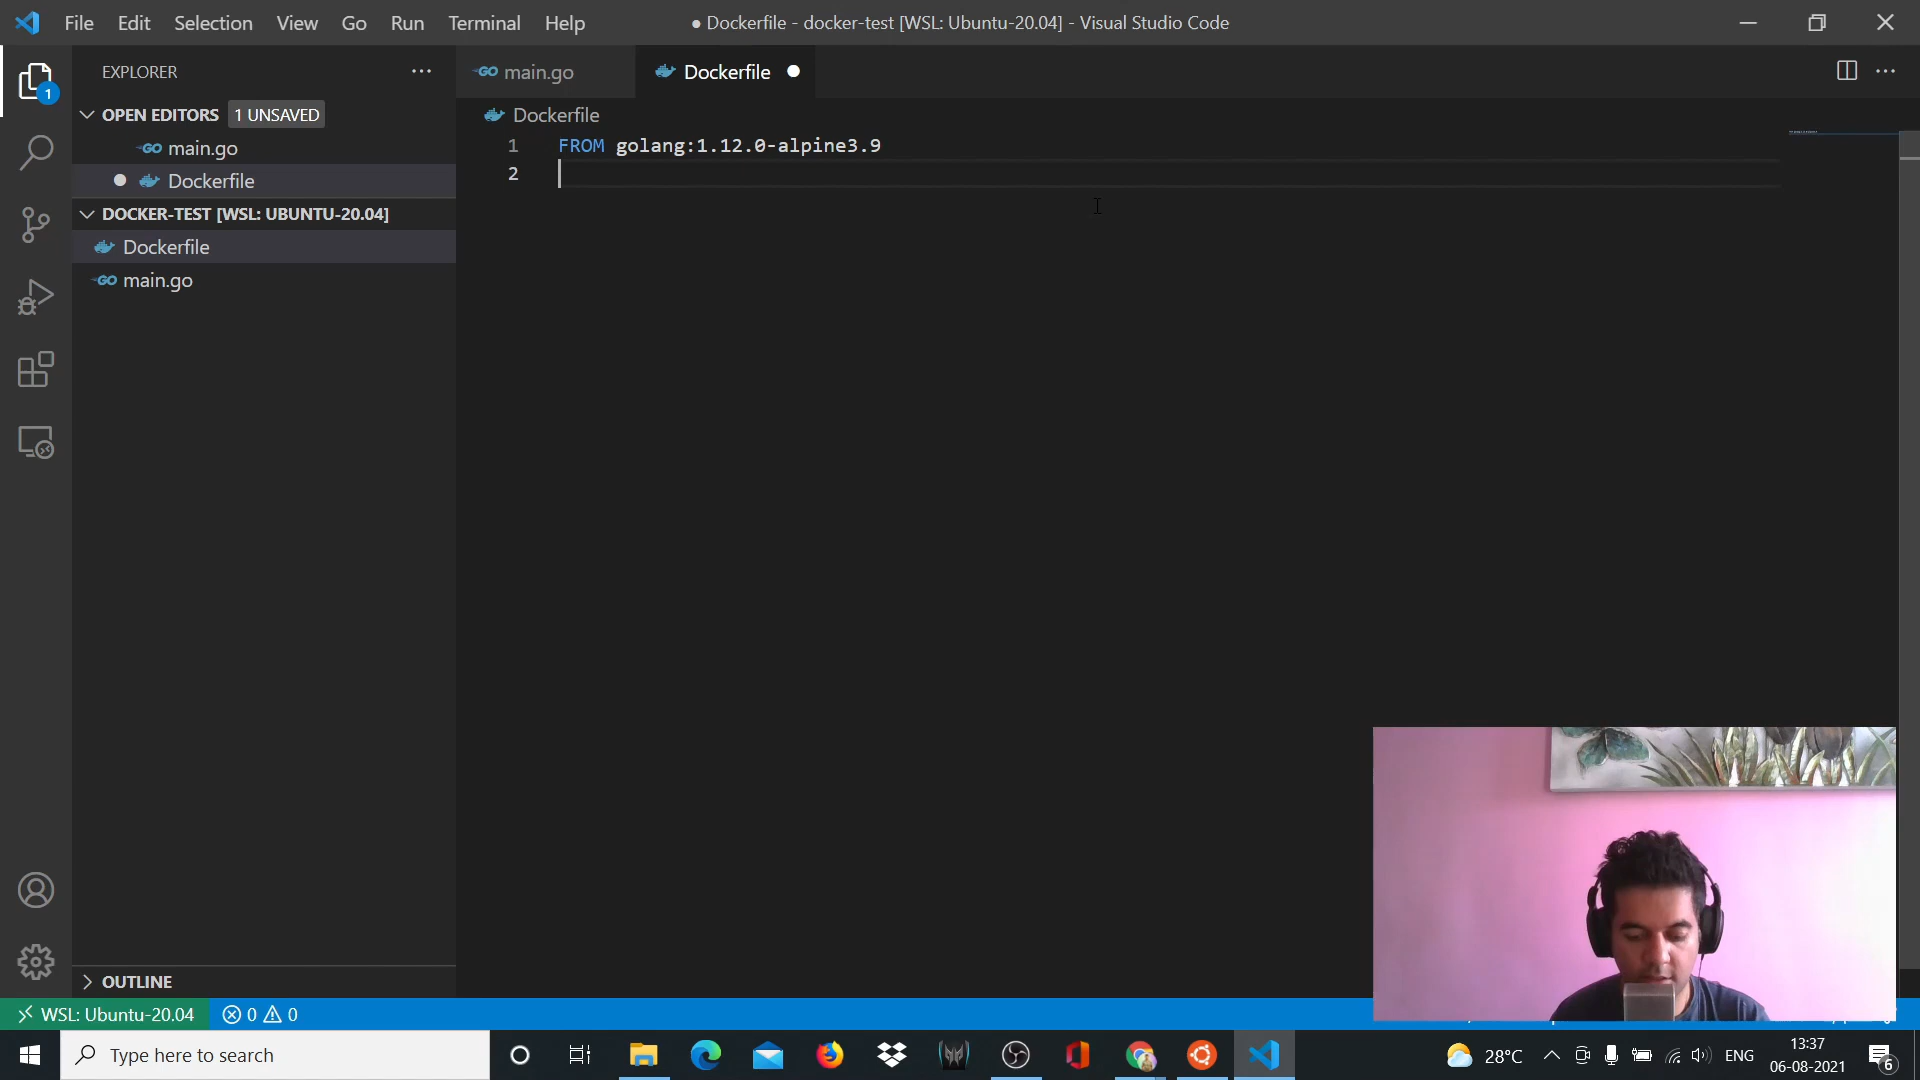 File Edit Selection View Go Run Terminal Help
● Dockerfile - docker-test [WSL: Ubuntu-20.04] - Visual Studio Code
EXPLORER
main.go
Dockerfile
OPEN EDITORS 1 UNSAVED
main.go
Dockerfile
DOCKER-TEST [WSL: UBUNTU-20.04]
Dockerfile
main.go
OUTLINE
Dockerfile
1 FROM golang:1.12.0-alpine3.9
2
1
WSL: Ubuntu-20.04 0 0
Type here to search
28°C
ENG
13:37
06-08-2021
6